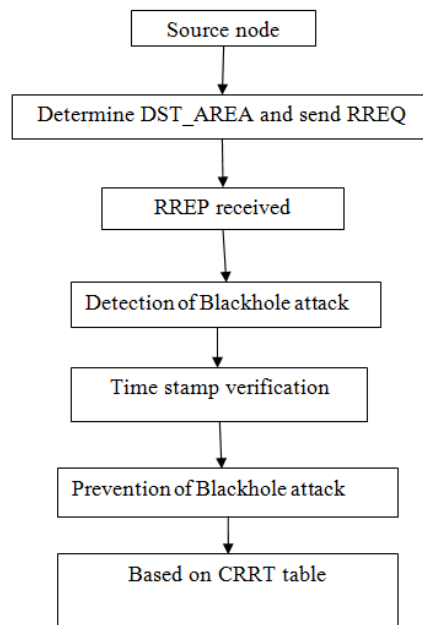 Source node
Determine DST_AREA and send RREQ
RREP received
Detection of Blackhole attack
Time stamp verification
Prevention of Blackhole attack
Based on CRRT table